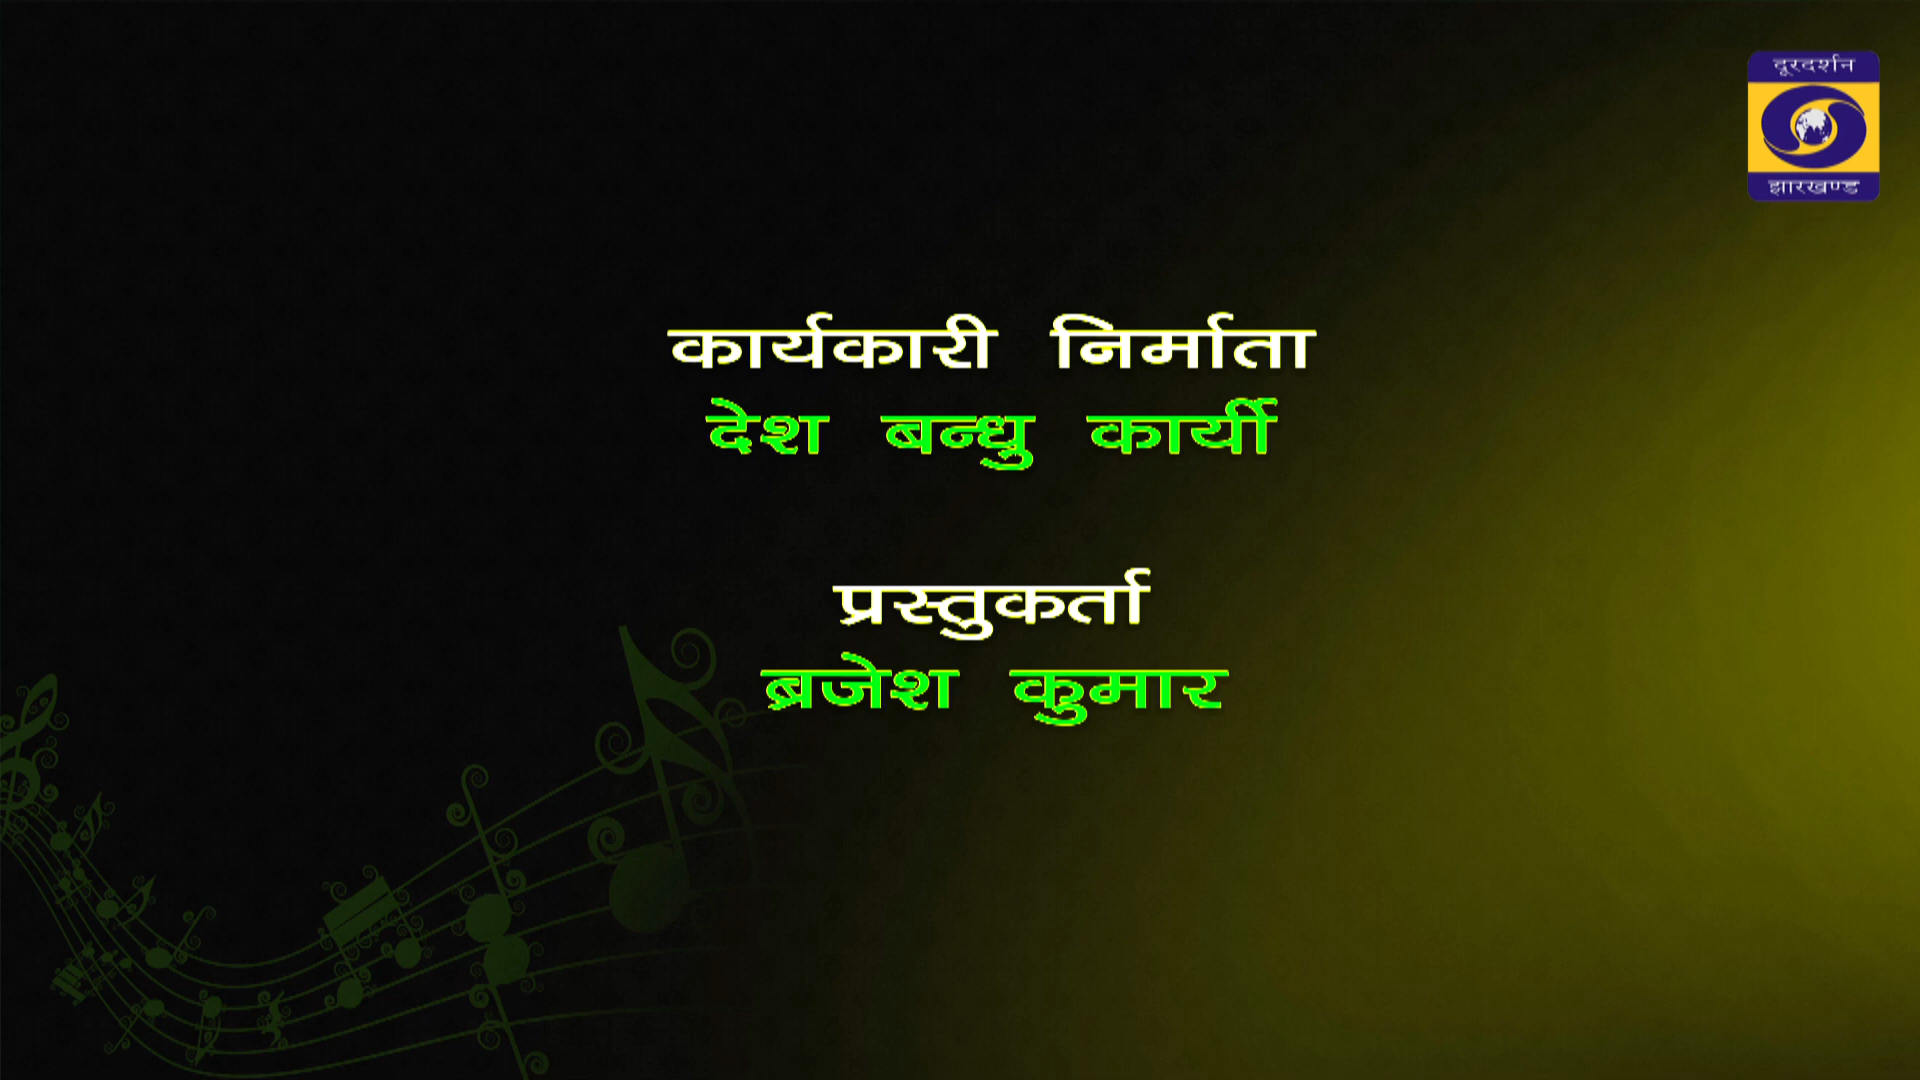 दूरदर्शन
झारखण्ड
कार्यकारी निर्माता
देश बन्धु कार्यी
प्रस्तुकर्ता
ब्रजेश कुमार